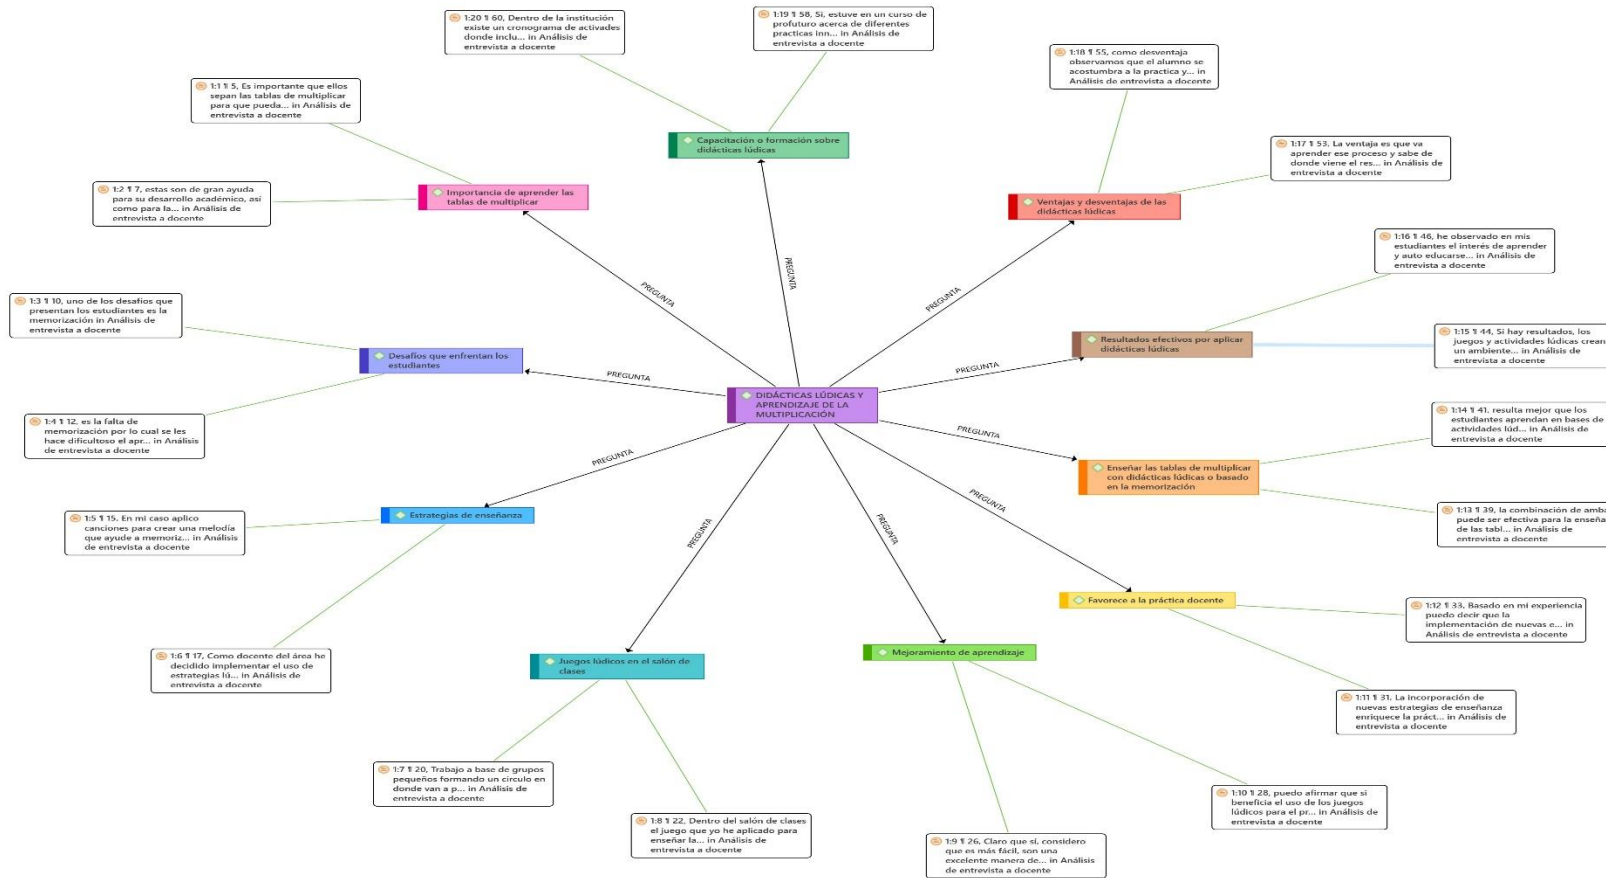 1:20 ¶ 60, Dentro de la institución
existe un cronograma de activades
donde inclu... in Análisis de
entrevista a docente
1:19 ¶ 58, Si, estuve en un curso de
profuturo acerca de diferentes
practicas inn... in Análisis de
entrevista a docente
1:18 ¶ 55, como desventaja
observamos que el alumno se
acostumbra a la practica y... in
Análisis de entrevista a docente
1:1 ¶ 5, Es importante que ellos
sepan las tablas de multiplicar
para que pueda... in Análisis de
entrevista a docente
Capacitación o formación sobre
didácticas lúdicas
1:17 ¶ 53, La ventaja es que va
aprender ese proceso y sabe de
donde viene el res... in Análisis de
entrevista a docente
1:2 ¶ 7, estas son de gran ayuda
para su desarrollo académico, asi
como para la... in Análisis de
entrevista a docente
Importancia de aprender las
tablas de multiplicar
Ventajas y desventajas de las
didácticas lúdicas
1:16 ¶ 46, he observado en mis
estudiantes el interés de aprender
y auto educarse... in Análisis de
entrevista a docente
PREGUNTA
PREGUNTA
PREGUNTA
1:3 ¶ 10, uno de los desafios que
presentan los estudiantes es la
memorización in Análisis de
entrevista a docente
Resultados efectivos por aplicar
didácticas lúdicas
1:15 ¶ 44, Si hay resultados, los
juegos y actividades lúdicas crean
un ambiente... in Análisis de
entrevista a docente
Desafíos que enfrentan los
estudiantes
PREGUNTA
PREGUNTA
DIDÁCTICAS LÚDICAS Y
APRENDIZAJE DE LA
MULTIPLICACIÓN
1:4 ¶ 12, es la falta de
memorización por lo cual se les
hace dificultoso el apr... in Análisis
de entrevista a docente
1:14 ¶ 41, resulta mejor que los
estudiantes aprendan en bases de
actividades lúd... in Análisis de
entrevista a docente
PREGUNTA
PREGUNTA
Enseñar las tablas de multiplicar
con didácticas lúdicas o basado
en la memorización
1:5 ¶ 15. En mi caso aplico
canciones para crear una melodía
que ayude a memoriz... in Análisis
de entrevista a docente
Estrategias de enseñanza
PREGUNTA
PREGUNTA
PREGUNTA
1:13 ¶ 39, la combinación de amba
puede ser efectiva para la enseña
de las tabl... in Análisis de
entrevista a docente
Favorece a la práctica docente
1:12 ¶ 33, Basado en mi experiencia
puedo decir que la
implementación de nuevas e... in
Análisis de entrevista a docente
1:6 ¶ 17, Como docente del área he
decidido implementar el uso de
estrategias lú... in Análisis de
entrevista a docente
Juegos lúdicos en el salón de
clases
Mejoramiento de aprendizaje
1:11 ¶ 31, La incorporación de
nuevas estrategias de enseñanza
enriquece la práct... in Análisis de
entrevista a docente
1:7 ¶ 20, Trabajo a base de grupos
pequeños formando un circulo en
donde van a p... in Análisis de
entrevista a docente
1:10 ¶ 28, puedo afirmar que si
beneficia el uso de los juegos
lúdicos para el pr... in Análisis de
entrevista a docente
1:8 ¶ 22, Dentro del salón de clases
el juego que yo he aplicado para
enseñar la... in Análisis de
entrevista a docente
1:9 ¶ 26, Claro que sí, considero
que es más fácil, son una
excelente manera de... in Análisis
de entrevista a docente